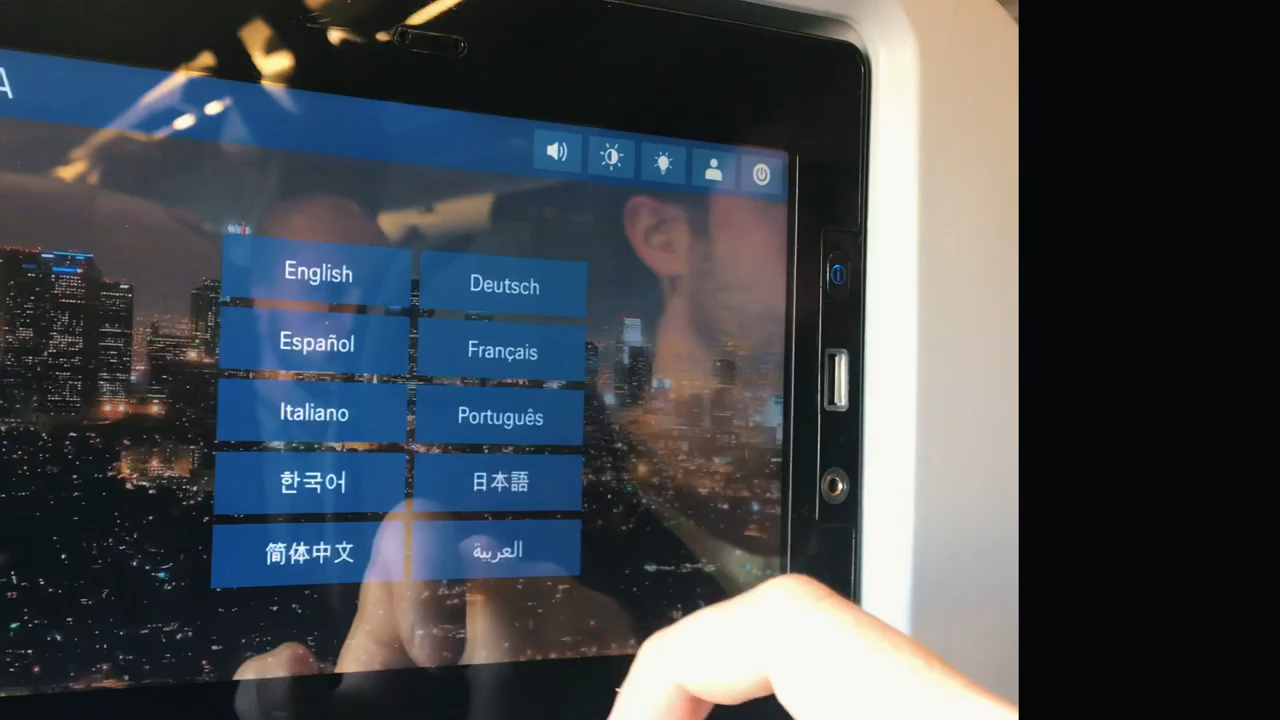 A
English
Deutsch
Español
Français
Italiano
Português
한국어
日本語
简体中文
العربية